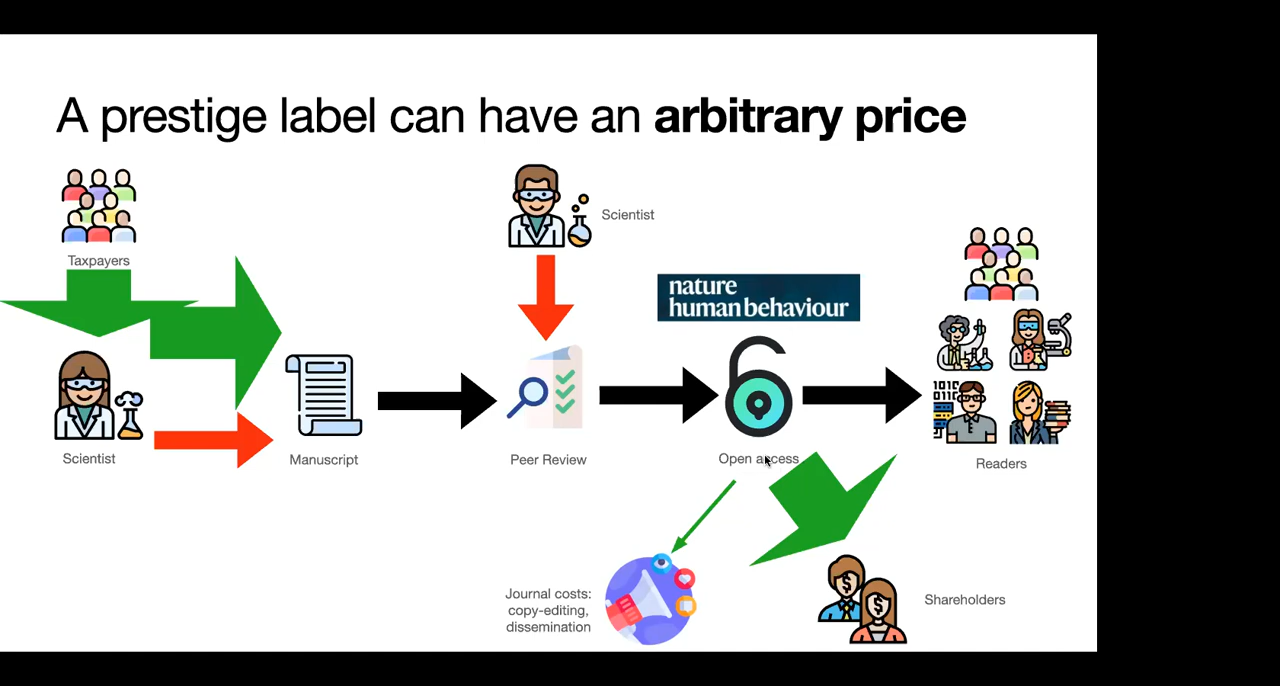 A prestige label can have an arbitrary price
Taxpayers
Scientist
nature
human behaviour
Scientist
Manuscript
Peer Review
Open access
Readers
Journal costs:
copy-editing,
dissemination
Shareholders